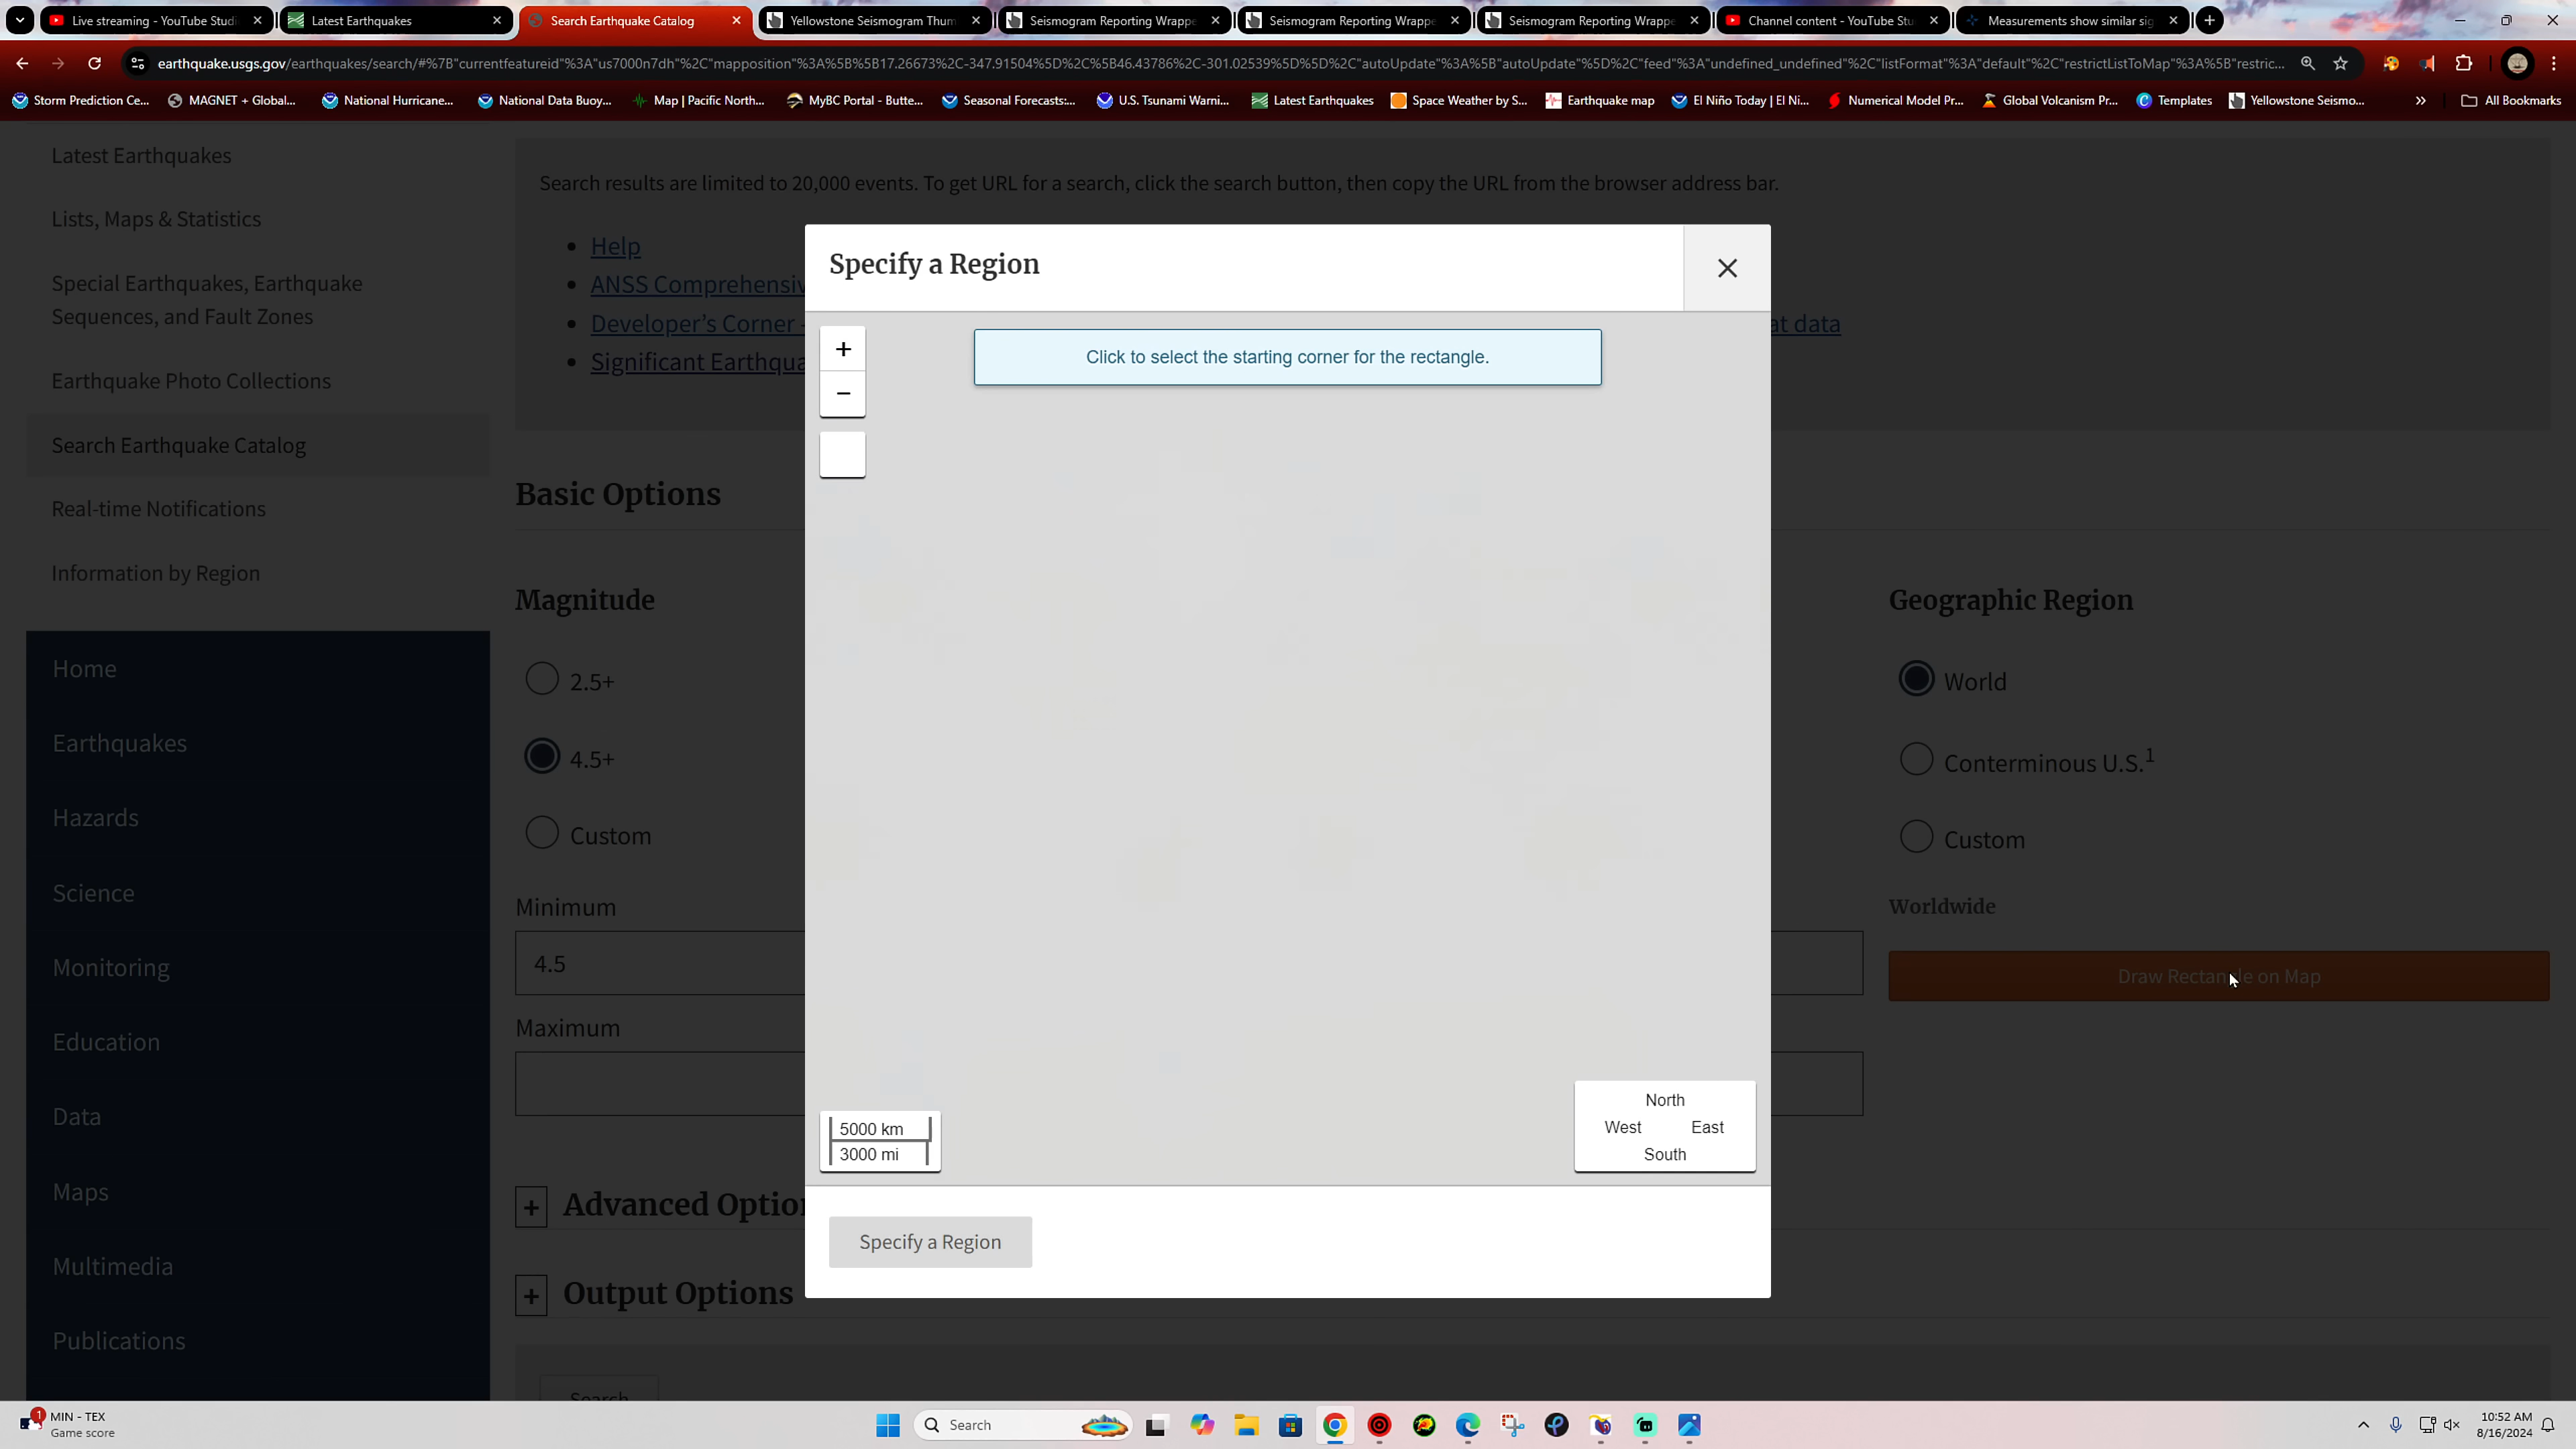 Live streaming - YouTube Studi
Latest Earthquakes
Search Earthquake Catalog
Yellowstone Seismogram Thum
Seismogram Reporting Wrappe
Seismogram Reporting Wrappe
Seismogram Reporting Wrappe
Channel content - YouTube Stu
Measurements show similar sig
earthquake.usgs.gov/earthquakes/search/#%7B"currentfeatureid"%3A"us7000n7dh"%2C"mapposition"%3A%5B%5B17.26673%2C-347.91504%5D%2C%5B46.43786%2C-301.02539%5D%5D%2C"autoUpdate"%3A%5B"autoUpdate"%5D%2C"feed"%3A"undefined_undefined"%2C"listFormat"%3A"default"%2C"restrictListToMap"%3A%5B"restric...
Storm Prediction Ce...
MAGNET + Global...
National Hurricane...
National Data Buoy...
Map | Pacific North...
MyBC Portal - Butte...
Seasonal Forecasts:...
U.S. Tsunami Warni...
Latest Earthquakes
Space Weather by S...
Earthquake map
El Niño Today | El Ni...
Numerical Model Pr...
Global Volcanism Pr...
Templates
Yellowstone Seismo...
»
All Bookmarks
Latest Earthquakes
Lists, Maps & Statistics
Special Earthquakes, Earthquake
Sequences, and Fault Zones
Earthquake Photo Collections
Search Earthquake Catalog
Real-time Notifications
Information by Region
Home
Earthquakes
Hazards
Science
Monitoring
Education
Data
Maps
Multimedia
Publications
Search results are limited to 20,000 events. To get URL for a search, click the search button, then copy the URL from the browser address bar.
• Help
• ANSS Comprehensiv
• Developer's Corner - at data
• Significant Earthqua
Basic Options
Magnitude
2.5+
4.5+
Custom
Minimum
4.5
Maximum
+ Advanced Optio
+ Output Options
Search
Specify a Region
Click to select the starting corner for the rectangle.
+
−
5000 km
3000 mi
North
West East
South
Specify a Region
Geographic Region
World
Conterminous U.S.1
Custom
Worldwide
Draw Rectangle on Map
1
MIN - TEX
Game score
Search
10:52 AM
8/16/2024